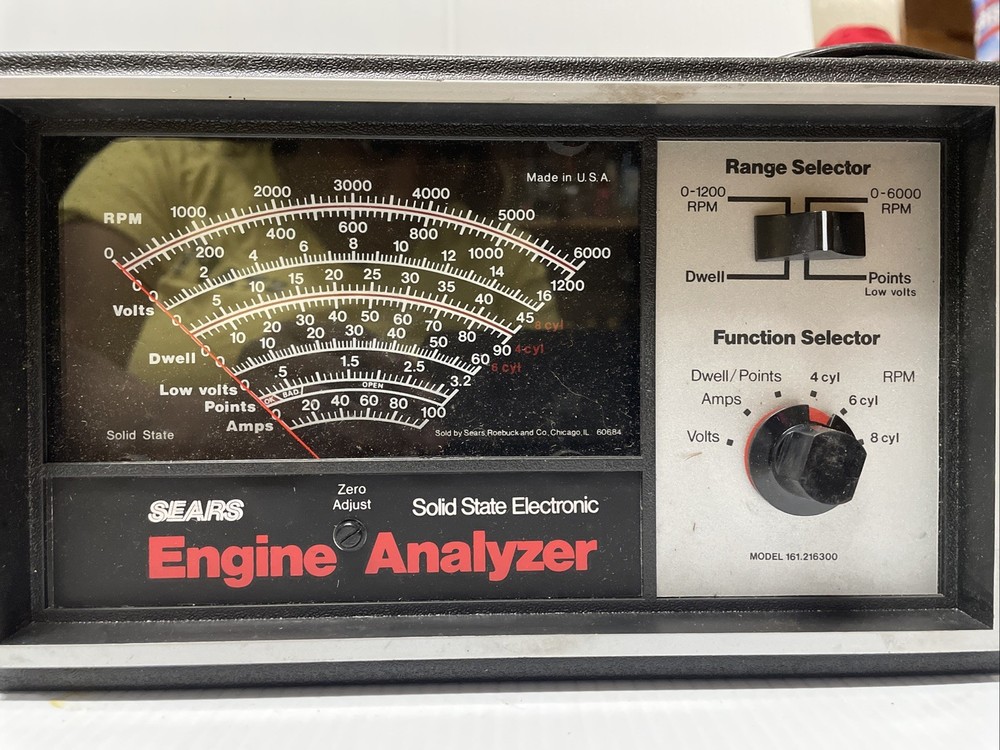 Made in U.S.A.
RPM
0 1000 2000 3000 4000 5000 6000
0 200 400 600 800 1000 1200
Volts
0 2 4 6 8 10 12 14 16
0 5 10 15 20 25 30 35 40 45 8 cyl
Dwell
0 10 20 30 40 50 60 70 80 90 4 cyl
0 10 20 30 40 50 60 6 cyl
Low volts
0 .5 1.5 2.5 3.2
Points
OK BAD OPEN
Amps
0 20 40 60 80 100
Solid State
Sold by Sears, Roebuck and Co. Chicago, IL 60684
SEARS
Zero
Adjust
Solid State Electronic
Engine Analyzer
Range Selector
0-1200
RPM
0-6000
RPM
Dwell
Points
Low volts
Function Selector
Dwell/Points
4 cyl
RPM
Amps
6 cyl
Volts
8 cyl
MODEL 161.216300